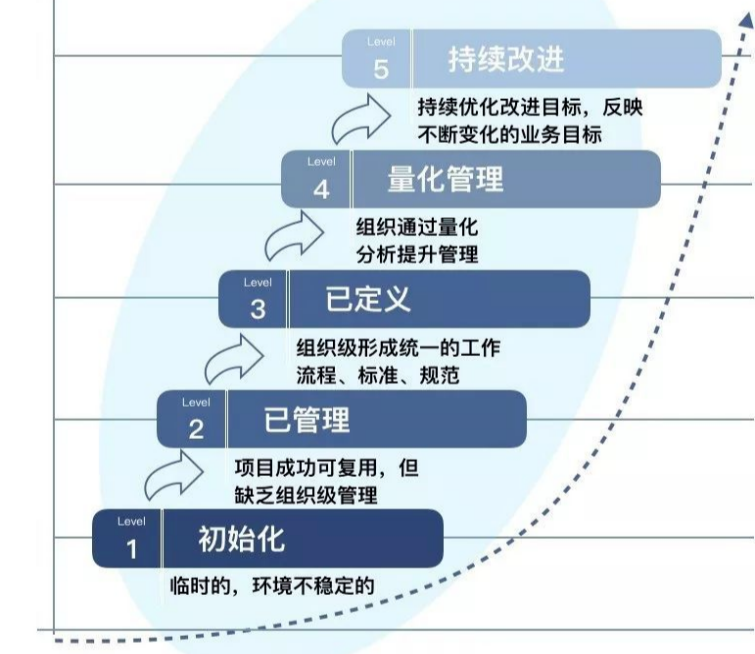 Level
5
持续改进
持续优化改进目标，反映
不断变化的业务目标
Level
4
量化管理
组织通过量化
分析提升管理
Level
3
已定义
组织级形成统一的工作
流程、标准、规范
Level
2
已管理
项目成功可复用，但
缺乏组织级管理
Level
1
初始化
临时的，环境不稳定的